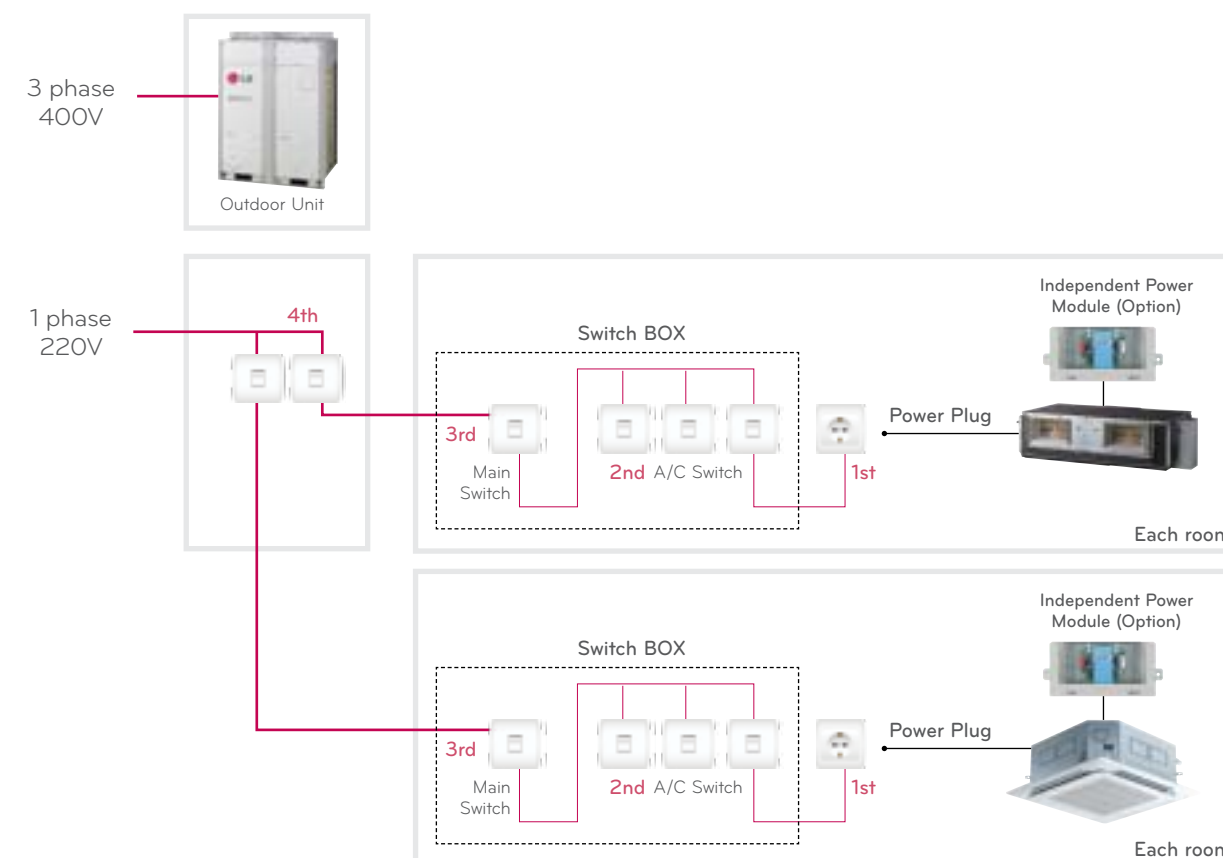 3 phase
400V
LG
Outdoor Unit
1 phase
220V
4th
Switch BOX
3rd
Main
Switch
2nd A/C Switch
1st
Power Plug
Independent Power
Module (Option)
Each room
Switch BOX
3rd
Main
Switch
2nd A/C Switch
1st
Power Plug
Independent Power
Module (Option)
Each room